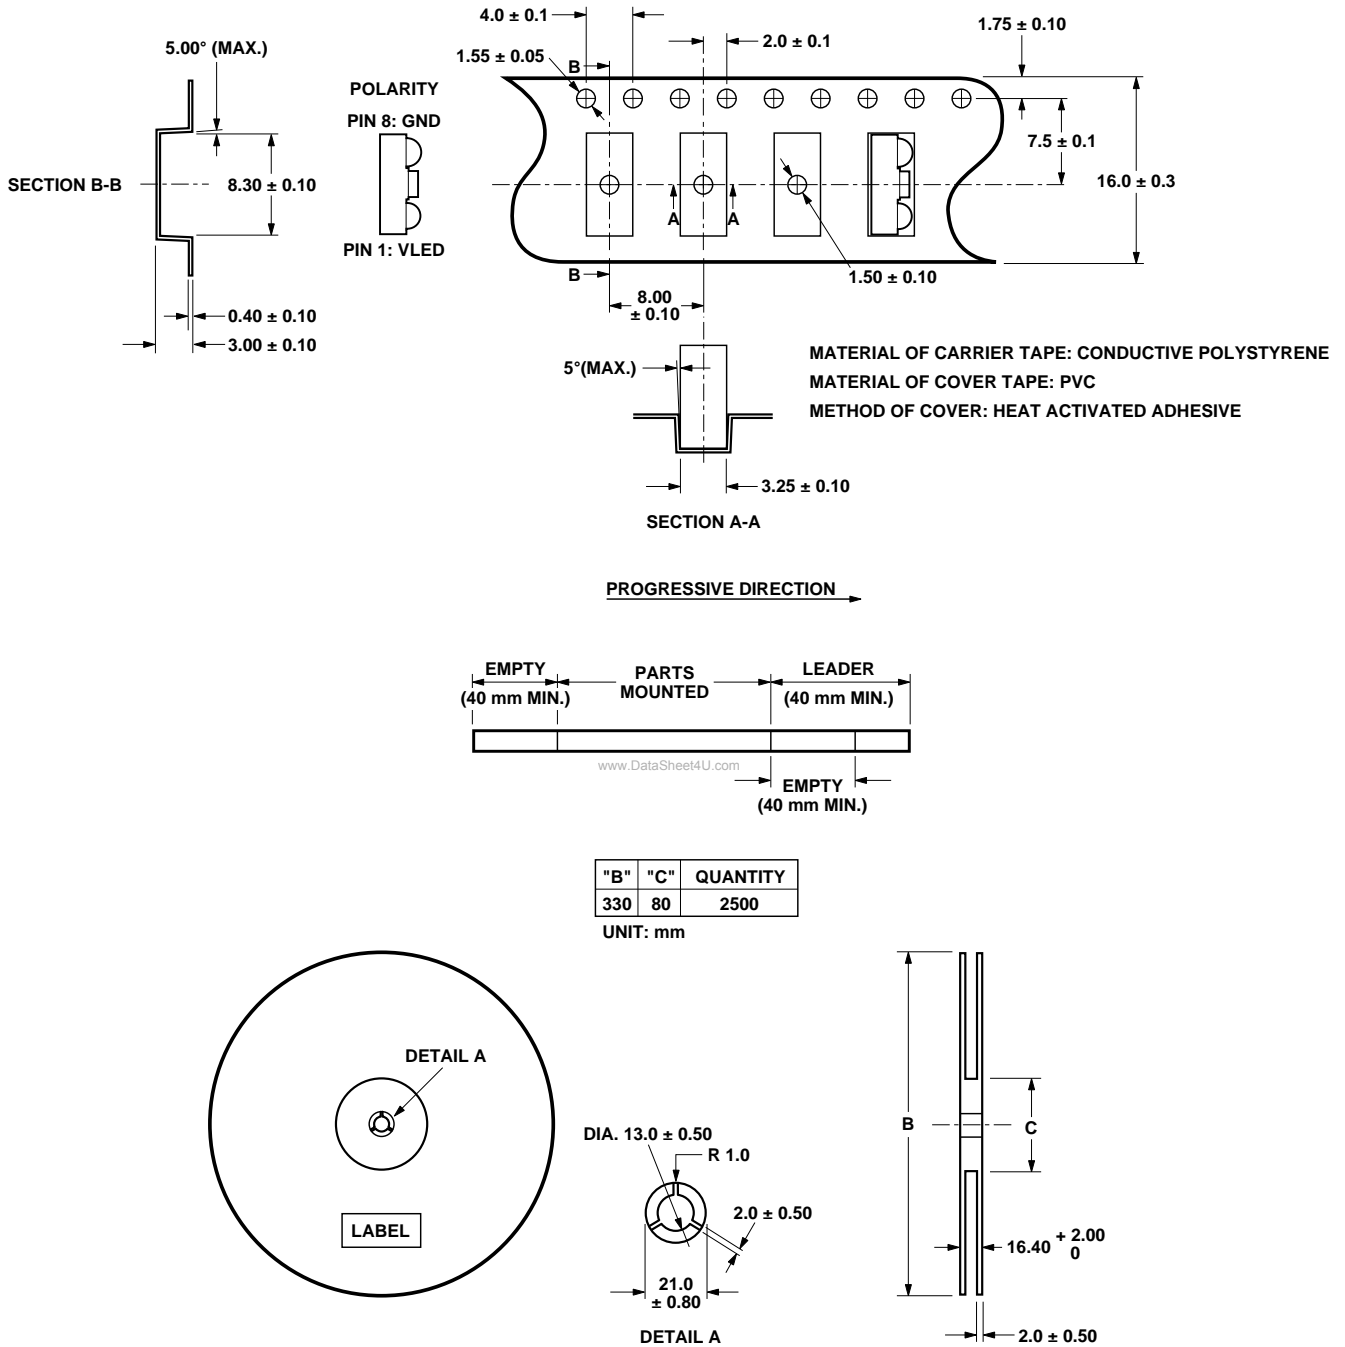 4.0 ± 0.1
1.75 ± 0.10
2.0 ± 0.1
5.00° (MAX.)
1.55 ± 0.05
B
POLARITY
PIN 8: GND
7.5 ± 0.1
SECTION B-B
8.30 ± 0.10
16.0 ± 0.3
A
A
PIN 1: VLED
B
1.50 ± 0.10
8.00
± 0.10
0.40 ± 0.10
3.00 ± 0.10
MATERIAL OF CARRIER TAPE: CONDUCTIVE POLYSTYRENE
5°(MAX.)
MATERIAL OF COVER TAPE: PVC
METHOD OF COVER: HEAT ACTIVATED ADHESIVE
3.25 ± 0.10
SECTION A-A
PROGRESSIVE DIRECTION
EMPTY
(40 mm MIN.)
PARTS
MOUNTED
LEADER
(40 mm MIN.)
www.DataSheet4U.com
EMPTY
(40 mm MIN.)
"B" "C" QUANTITY
330 80 2500
UNIT: mm
DETAIL A
LABEL
DIA. 13.0 ± 0.50
R 1.0
2.0 ± 0.50
21.0
± 0.80
DETAIL A
B
C
16.40 + 2.00
0
2.0 ± 0.50